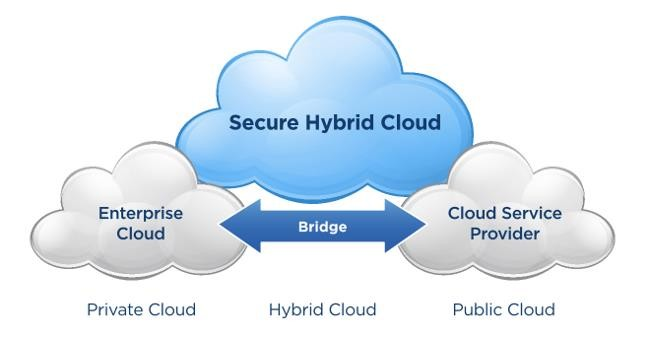 Secure Hybrid Cloud
Enterprise
Cloud
Bridge
Cloud Service
Provider
Private Cloud
Hybrid Cloud
Public Cloud